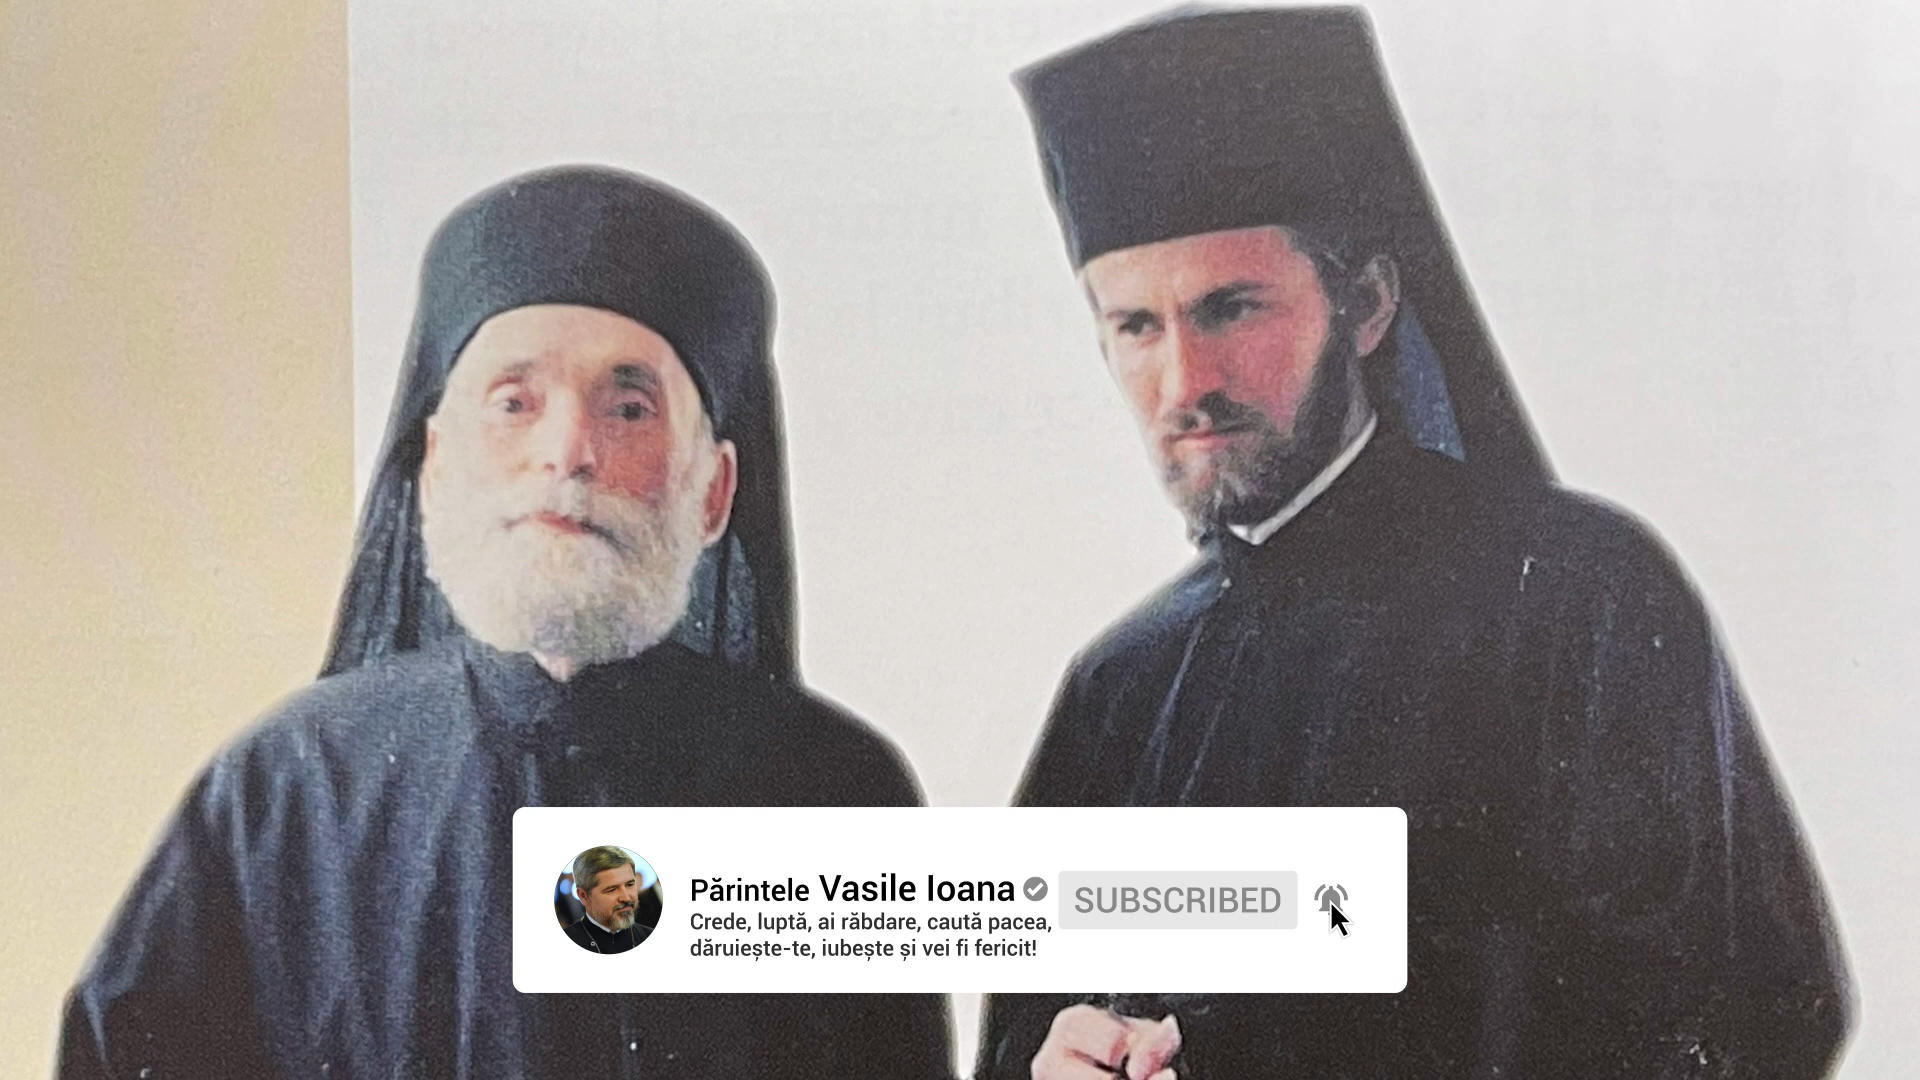 Părintele Vasile Ioana
SUBSCRIBED
Crede, luptă, ai răbdare, caută pacea,
dăruiește-te, iubește și vei fi fericit!